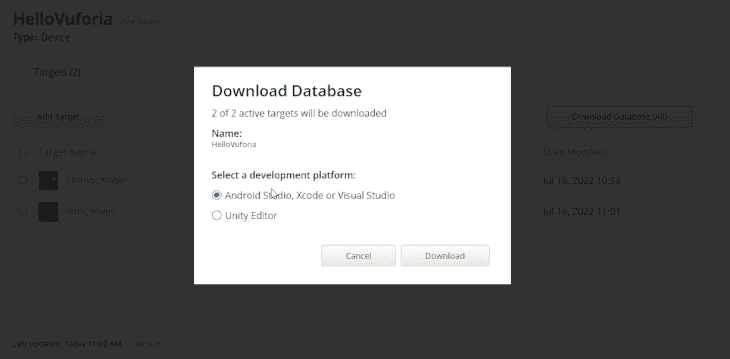 HelloVuforia
Type: Device
Targets (2)
Add Target
Download Database (All)
Target Name
Date Modified
Jul 16, 2022 10:58
Jul 16, 2022 11:01
Last updated: Today 11:02 AM
Download Database
2 of 2 active targets will be downloaded
Name:
HelloVuforia
Select a development platform:
Android Studio, Xcode or Visual Studio
Unity Editor
Cancel
Download